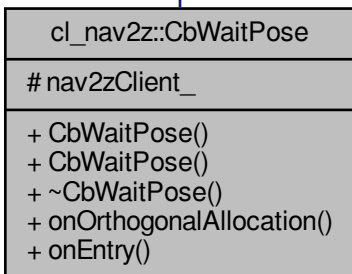 cl_nav2z::CbWaitPose
# nav2zClient_
+ CbWaitPose()
+ CbWaitPose()
+ ~CbWaitPose()
+ onOrthogonalAllocation()
+ onEntry()